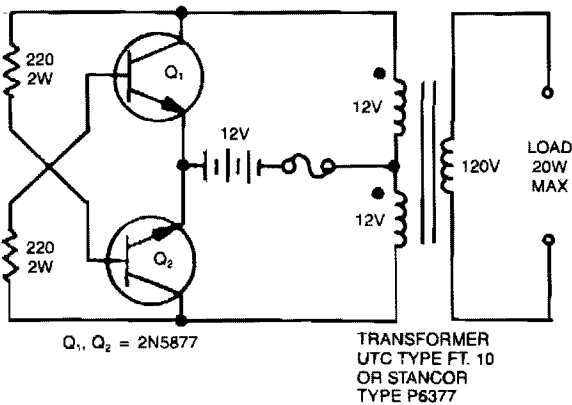 220
2W
Q₁
12V
12V
120V
LOAD
20W
MAX
12V
220
2W
Q₂
Q₁, Q₂ = 2N5877
TRANSFORMER
UTC TYPE FT. 10
OR STANCOR
TYPE P6377